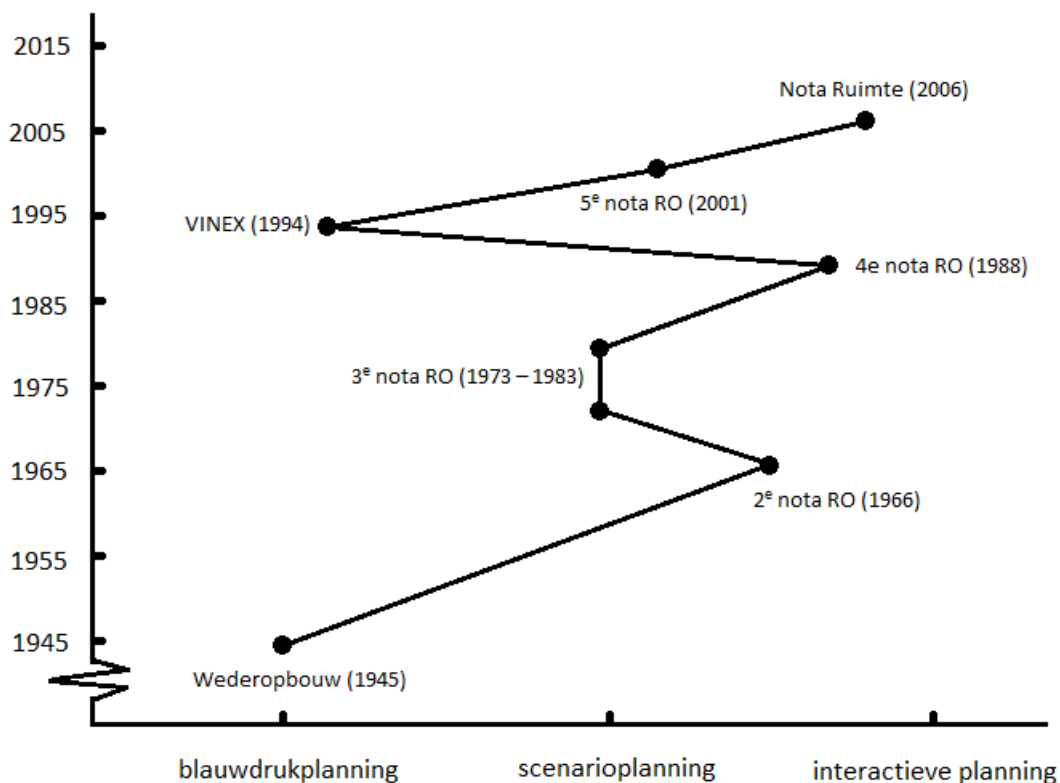 2015
Nota Ruimte (2006)
2005
5e nota RO (2001)
1995
VINEX (1994)
4e nota RO (1988)
1985
3e nota RO (1973 – 1983)
1975
1965
2e nota RO (1966)
1955
1945
Wederopbouw (1945)
blauwdrukplanning
scenarioplanning
interactieve planning